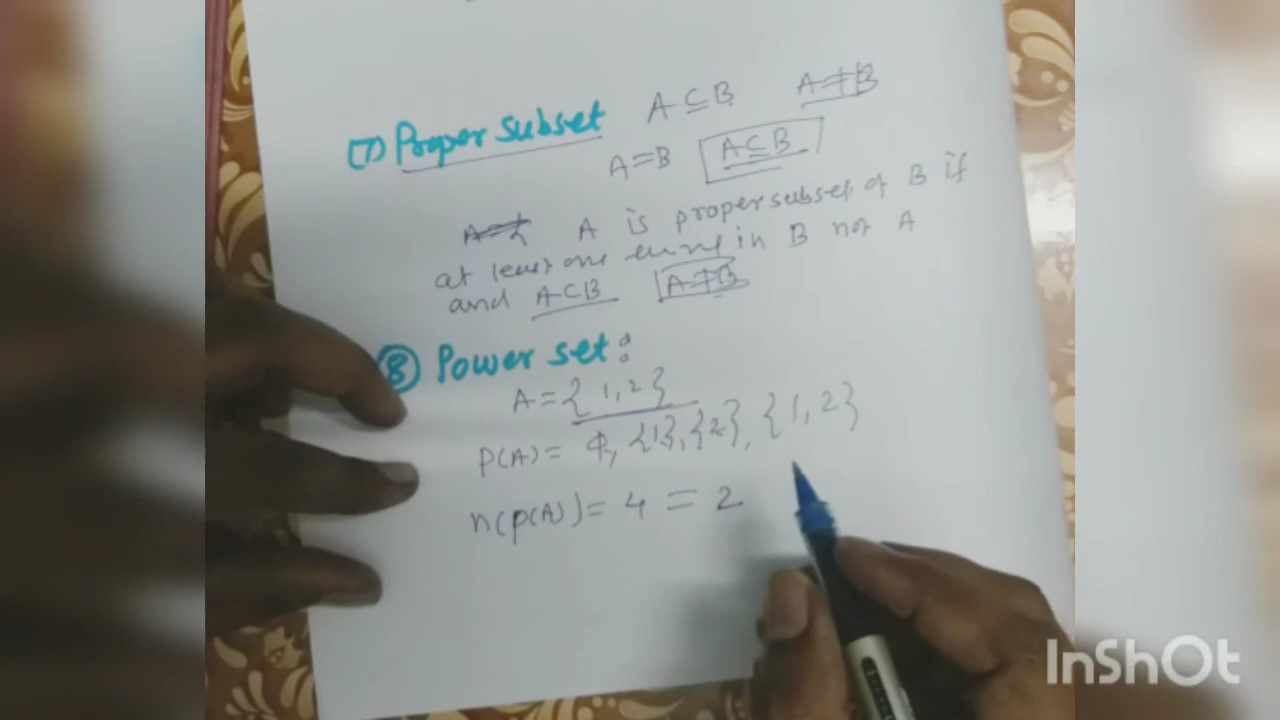 (7) Proper subset A ⊆ B A≠B
A=B A⊆B
A is proper subset of B if
at least one in B not A
and A⊂B A≠B
(8) Power set:
A={1,2}
P(A)= Φ, {1}, {2}, {1,2}
n(P(A))= 4 = 2
InShOt